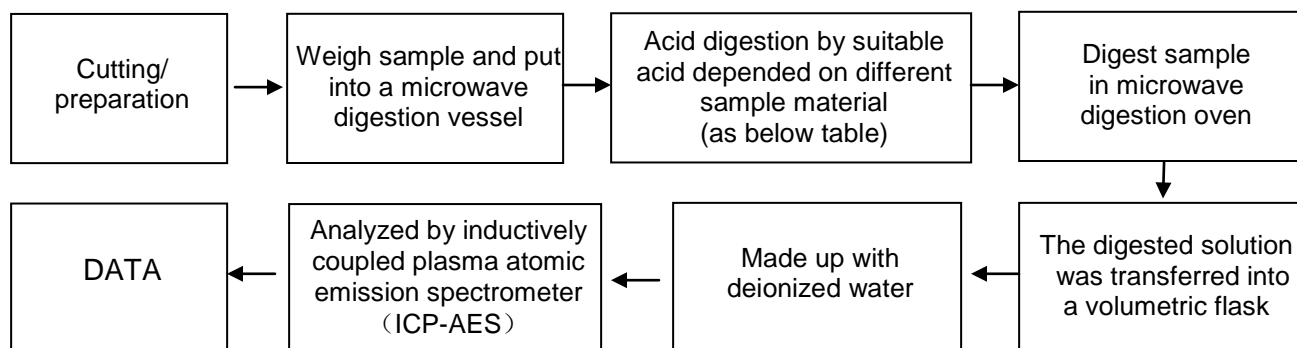 Cutting/
preparation
Weigh sample and put
into a microwave
digestion vessel
Acid digestion by suitable
acid depended on different
sample material
(as below table)
Digest sample
in microwave
digestion oven
The digested solution
was transferred into
a volumetric flask
Made up with
deionized water
Analyzed by inductively
coupled plasma atomic
emission spectrometer
（ICP-AES）
DATA